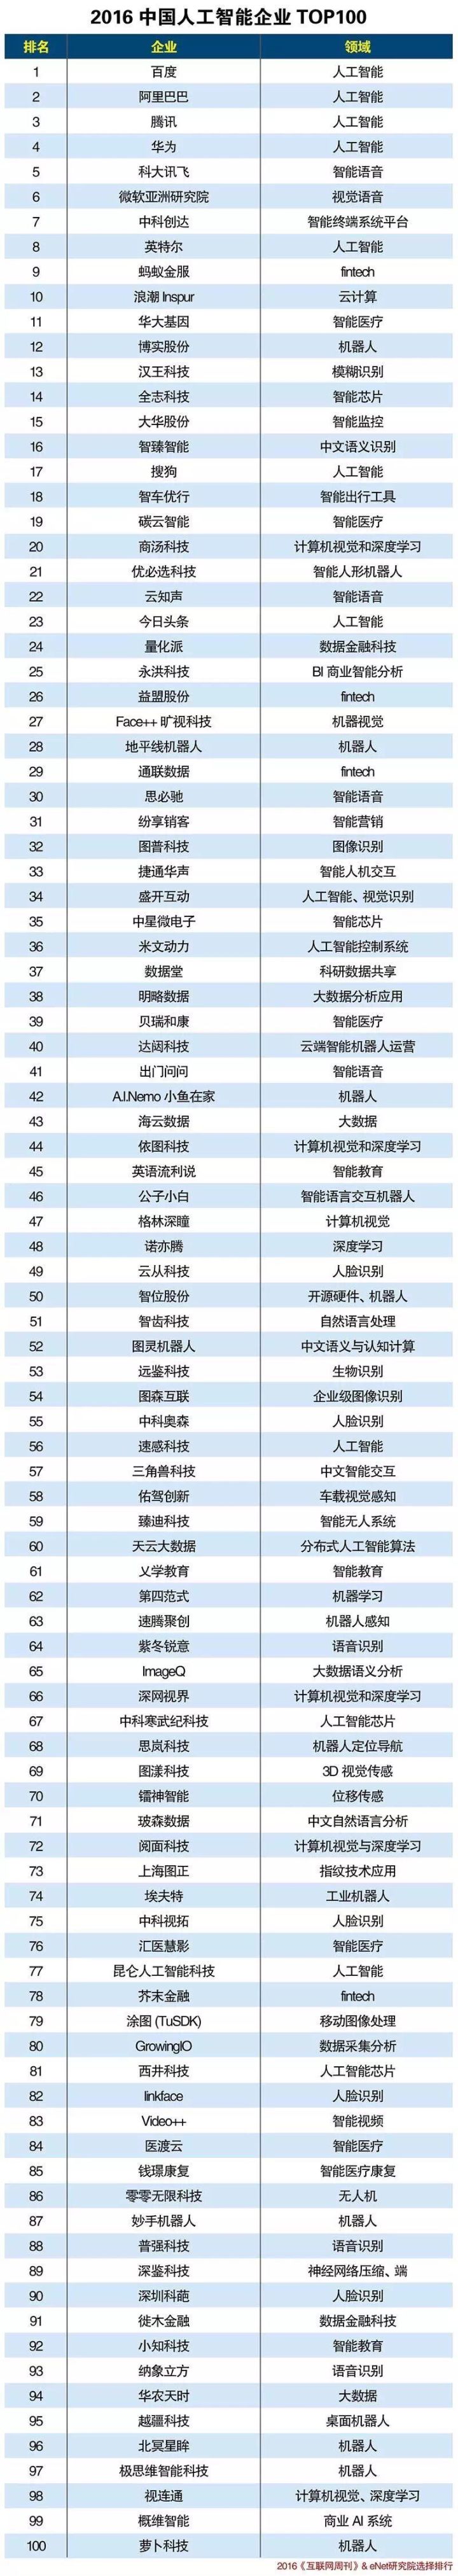 2016 中国人工智能企业 TOP100
排名 企业 领域
1 百度 人工智能
2 阿里巴巴 人工智能
3 腾讯 人工智能
4 华为 人工智能
5 科大讯飞 智能语音
6 微软亚洲研究院 视觉语音
7 中科创达 智能终端系统平台
8 英特尔 人工智能
9 蚂蚁金服 fintech
10 浪潮 Inspur 云计算
11 华大基因 智能医疗
12 博实股份 机器人
13 汉王科技 模糊识别
14 全志科技 智能芯片
15 大华股份 智能监控
16 智臻智能 中文语义识别
17 搜狗 人工智能
18 智车优行 智能出行工具
19 碳云智能 智能医疗
20 商汤科技 计算机视觉和深度学习
21 优必选科技 智能人形机器人
22 云知声 智能语音
23 今日头条 人工智能
24 量化派 数据金融科技
25 永洪科技 BI 商业智能分析
26 益盟股份 fintech
27 Face++ 旷视科技 机器视觉
28 地平线机器人 机器人
29 通联数据 fintech
30 思必驰 智能语音
31 纷享销客 智能营销
32 图普科技 图像识别
33 捷通华声 智能人机交互
34 盛开互动 人工智能、视觉识别
35 中星微电子 智能芯片
36 米文动力 人工智能控制系统
37 数据堂 科研数据共享
38 明略数据 大数据分析应用
39 贝瑞和康 智能医疗
40 达闼科技 云端智能机器人运营
41 出门问问 智能语音
42 A.I.Nemo 小鱼在家 机器人
43 海云数据 大数据
44 依图科技 计算机视觉和深度学习
45 英语流利说 智能教育
46 公子小白 智能语言交互机器人
47 格林深瞳 计算机视觉
48 诺亦腾 深度学习
49 云从科技 人脸识别
50 智位股份 开源硬件、机器人
51 智齿科技 自然语言处理
52 图灵机器人 中文语义与认知计算
53 远鉴科技 生物识别
54 图森互联 企业级图像识别
55 中科奥森 人脸识别
56 速感科技 人工智能
57 三角兽科技 中文智能交互
58 佑驾创新 车载视觉感知
59 臻迪科技 智能无人系统
60 天云大数据 分布式人工智能算法
61 乂学教育 智能教育
62 第四范式 机器学习
63 速腾聚创 机器人感知
64 紫冬锐意 语音识别
65 ImageQ 大数据语义分析
66 深网视界 计算机视觉和深度学习
67 中科寒武纪科技 人工智能芯片
68 思岚科技 机器人定位导航
69 图漾科技 3D 视觉传感
70 镭神智能 位移传感
71 玻森数据 中文自然语言分析
72 阅面科技 计算机视觉与深度学习
73 上海图正 指纹技术应用
74 埃夫特 工业机器人
75 中科视拓 人脸识别
76 汇医慧影 智能医疗
77 昆仑人工智能科技 人工智能
78 芥末金融 fintech
79 涂图 (TuSDK) 移动图像处理
80 GrowingIO 数据采集分析
81 西井科技 人工智能芯片
82 linkface 人脸识别
83 Video++ 智能视频
84 医渡云 智能医疗
85 钱璟康复 智能医疗康复
86 零零无限科技 无人机
87 妙手机器人 机器人
88 普强科技 语音识别
89 深鉴科技 神经网络压缩、端
90 深圳科葩 人脸识别
91 徙木金融 数据金融科技
92 小知科技 智能教育
93 纳象立方 语音识别
94 华农天时 大数据
95 越疆科技 桌面机器人
96 北冥星眸 机器人
97 极思维智能科技 机器人
98 视连通 计算机视觉、深度学习
99 概维智能 商业 AI 系统
100 萝卜科技 机器人
2016《互联网周刊》& eNet研究院选择排行